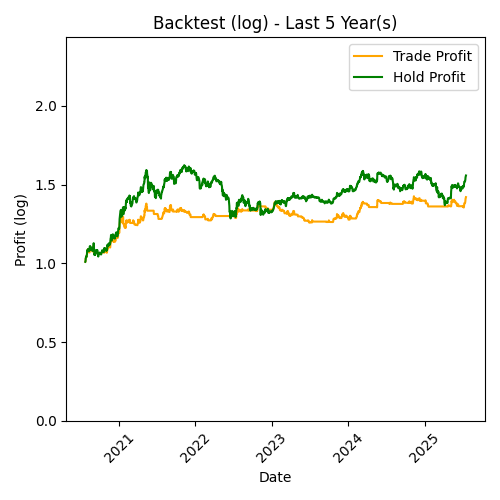 Backtest (log) - Last 5 Year(s)
Trade Profit
Hold Profit
Profit (log)
2.0
1.5
1.0
0.5
0.0
2021
2022
2023
2024
2025
Date